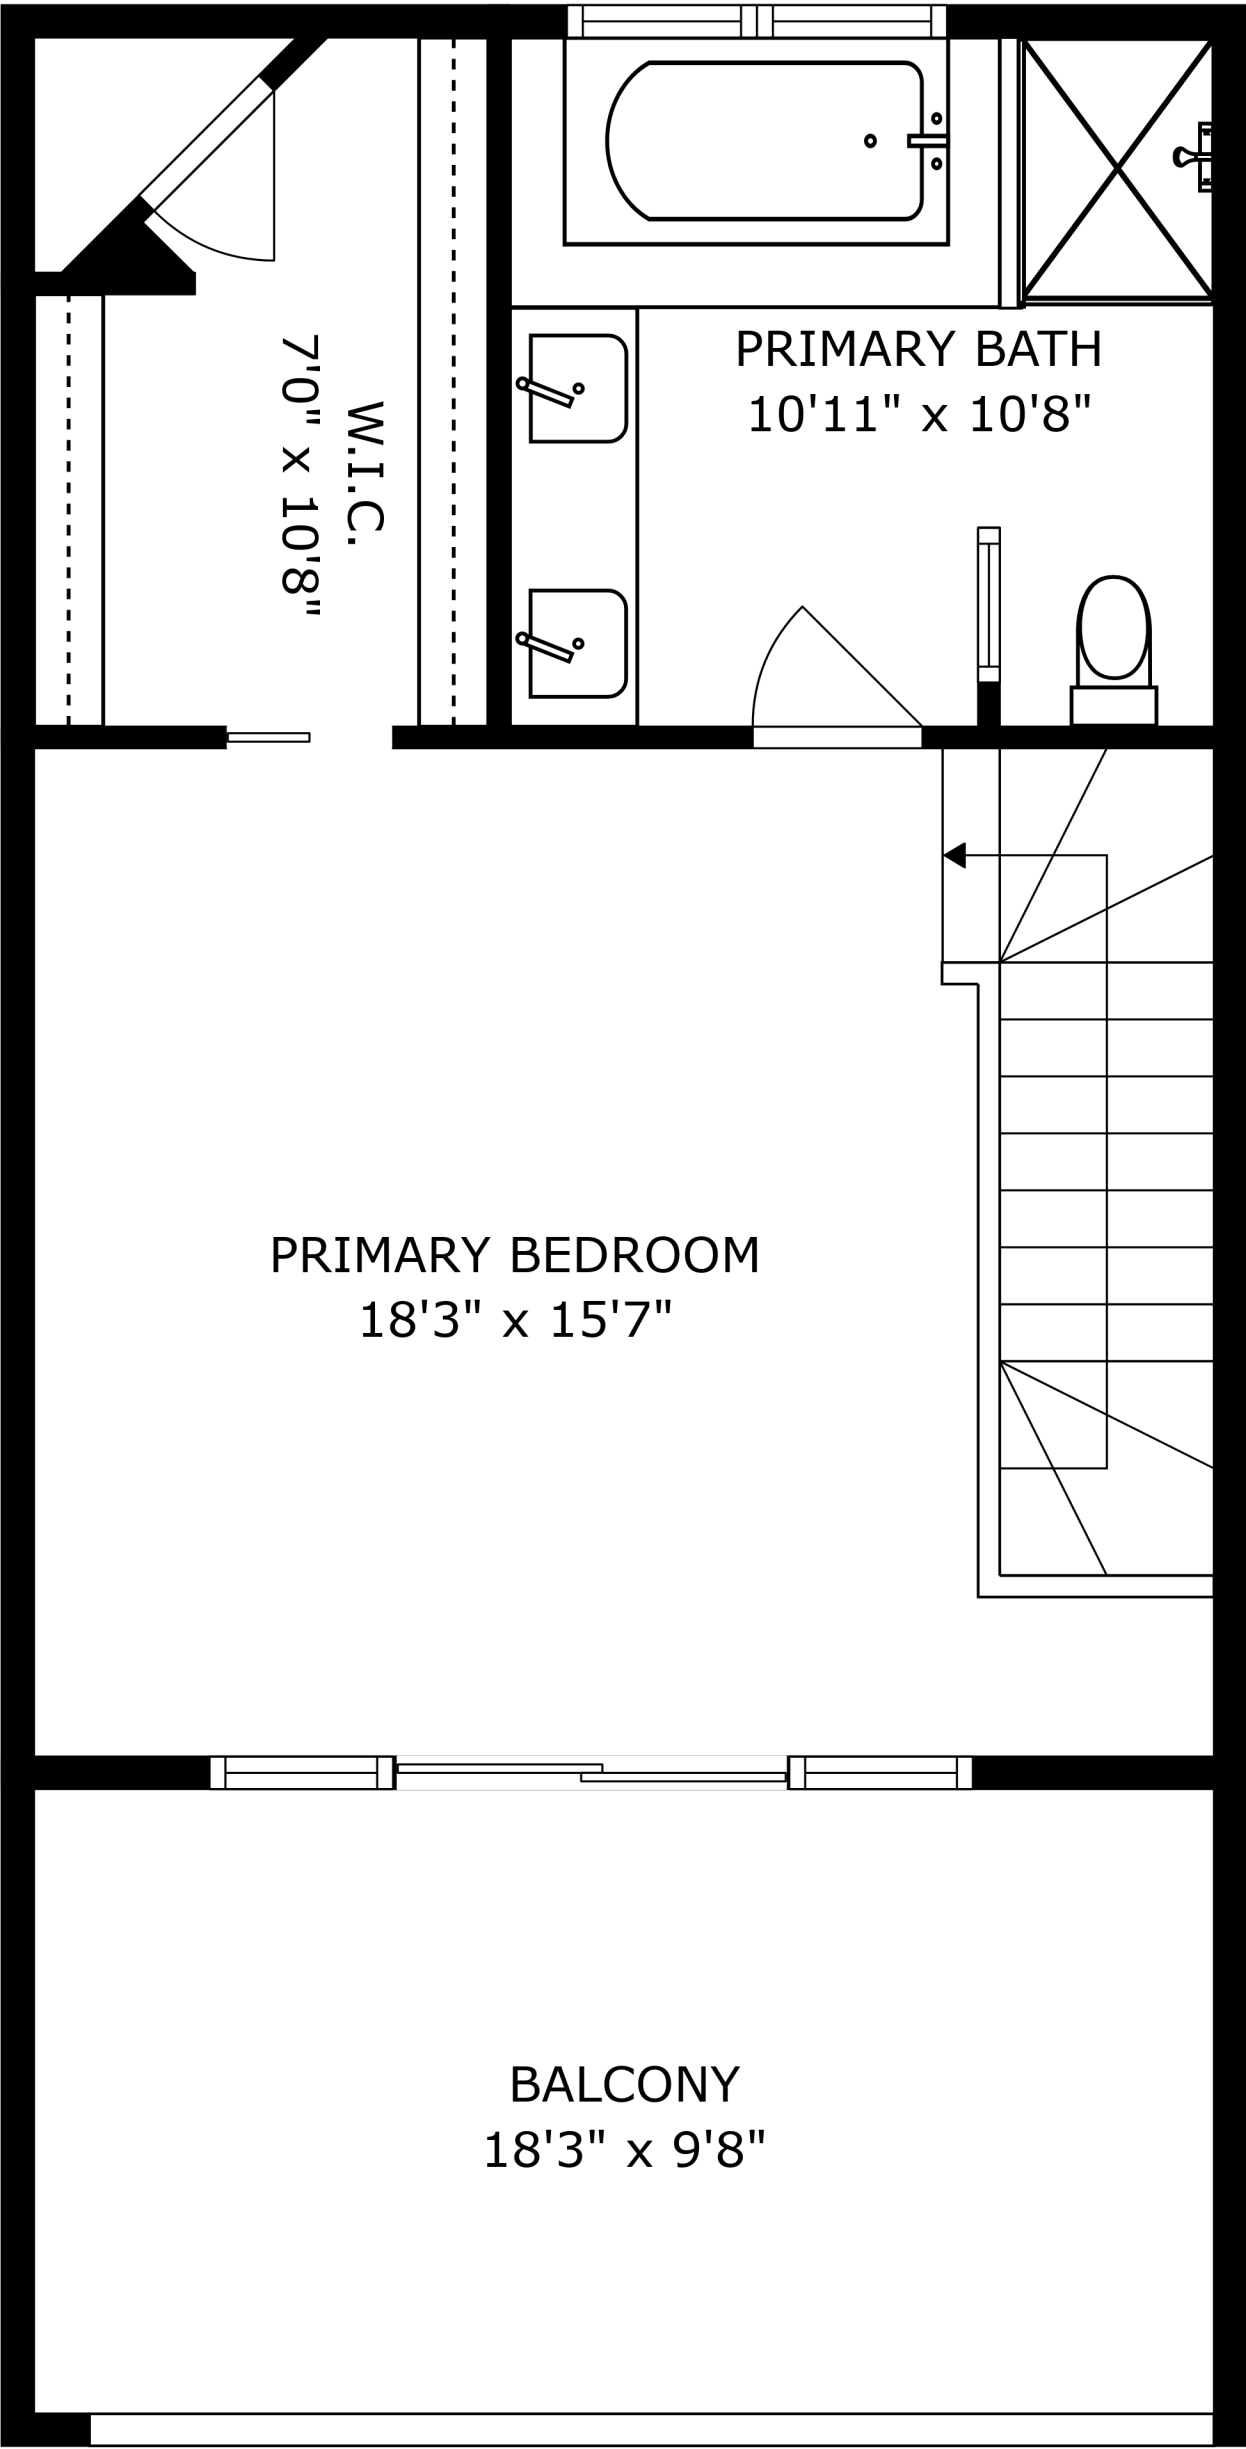 PRIMARY BATH
10'11" x 10'8"
W.I.C.
7'0" x 10'8"
PRIMARY BEDROOM
18'3" x 15'7"
BALCONY
18'3" x 9'8"